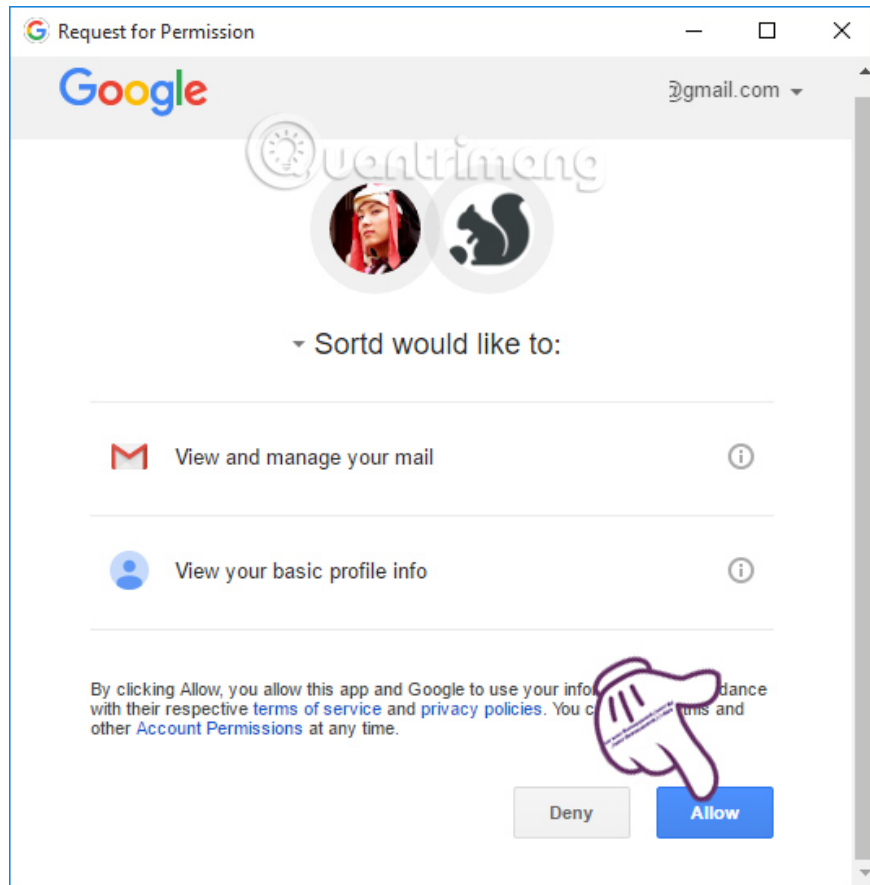 Request for Permission
Google
@gmail.com
Quantrimang
Sortd would like to:
View and manage your mail
View your basic profile info
By clicking Allow, you allow this app and Google to use your
with their respective terms of service and privacy policies. You this and
other Account Permissions at any time.
Deny
Allow